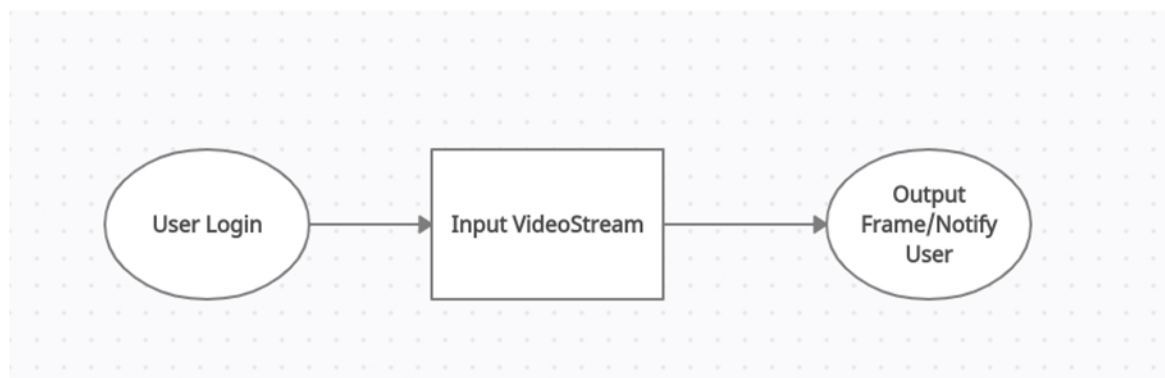 User Login
Input VideoStream
Output
Frame/Notify
User